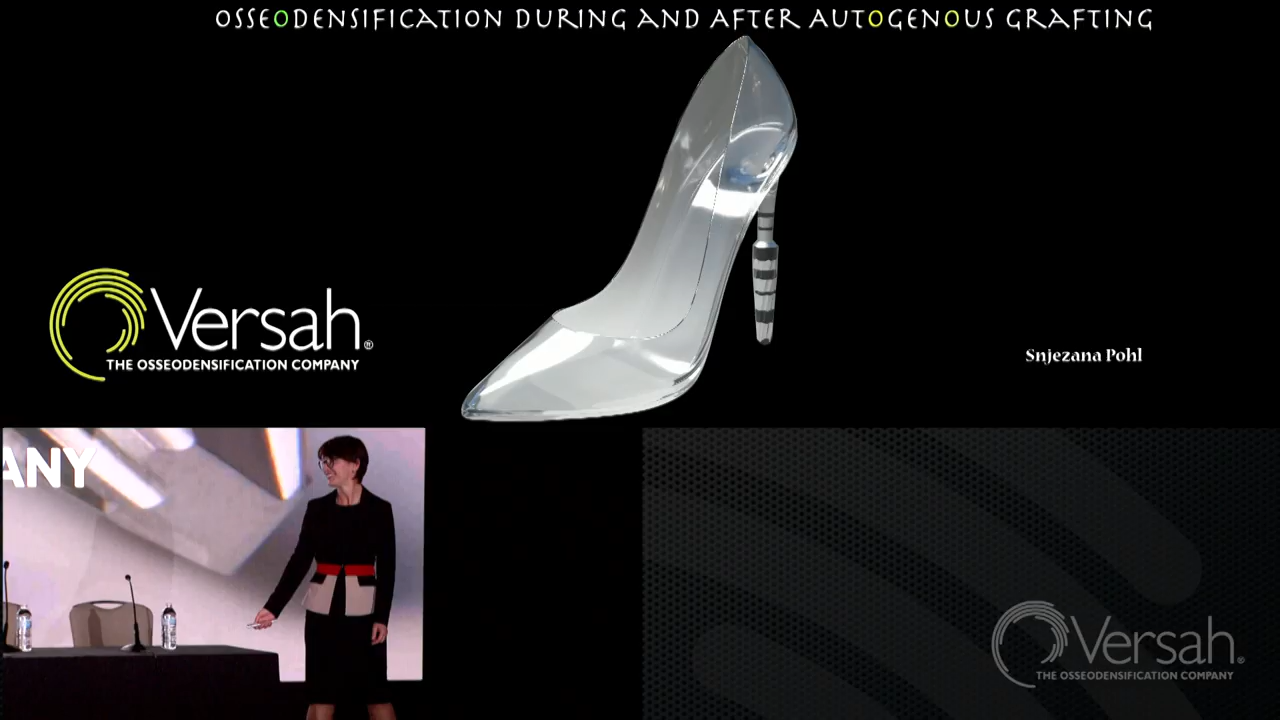 OSSEODENSIFICATION DURING AND AFTER AUTOGENOUS GRAFTING
Versah®
THE OSSEODENSIFICATION COMPANY
Snjezana Pohl
ANY
Versah®
THE OSSEODENSIFICATION COMPANY